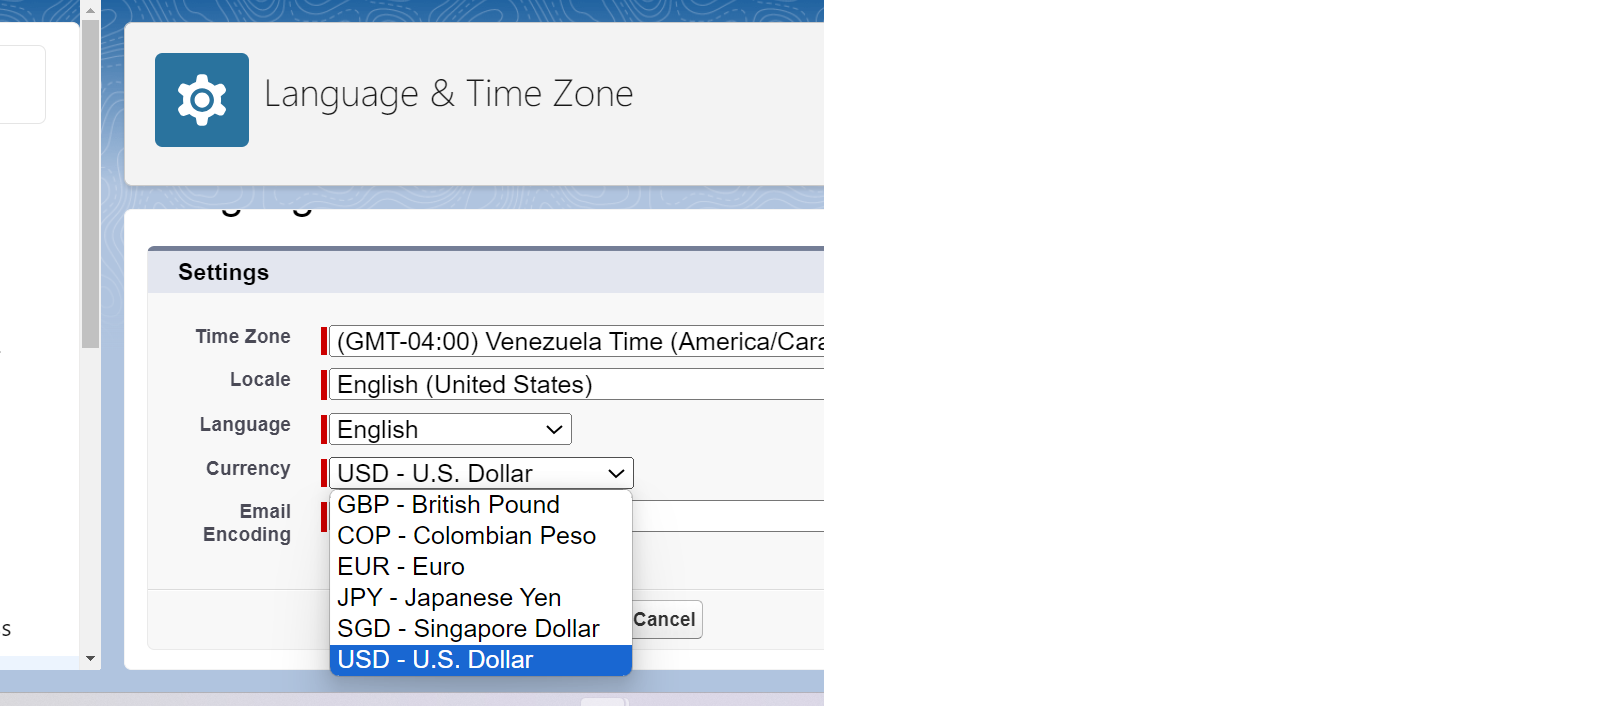 Language & Time Zone
Settings
Time Zone
(GMT-04:00) Venezuela Time (America/Cara
Locale
English (United States)
Language
English
Currency
USD - U.S. Dollar
GBP - British Pound
COP - Colombian Peso
EUR - Euro
JPY - Japanese Yen
SGD - Singapore Dollar
USD - U.S. Dollar
Email
Encoding
Cancel
s